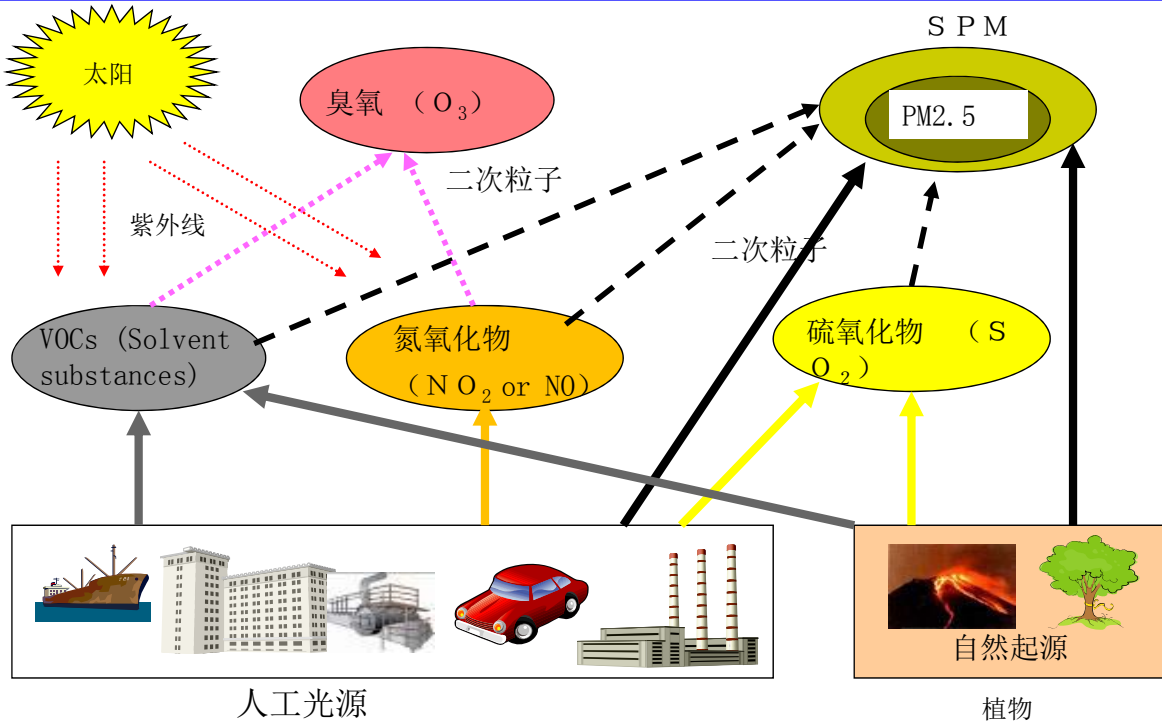 ＳＰＭ
太阳
臭氧 （Ｏ₃）
PM2.5
二次粒子
紫外线
二次粒子
VOCs (Solvent
substances)
氮氧化物
（ＮＯ₂ or NO）
硫氧化物 （Ｓ
Ｏ₂）
自然起源
人工光源
植物